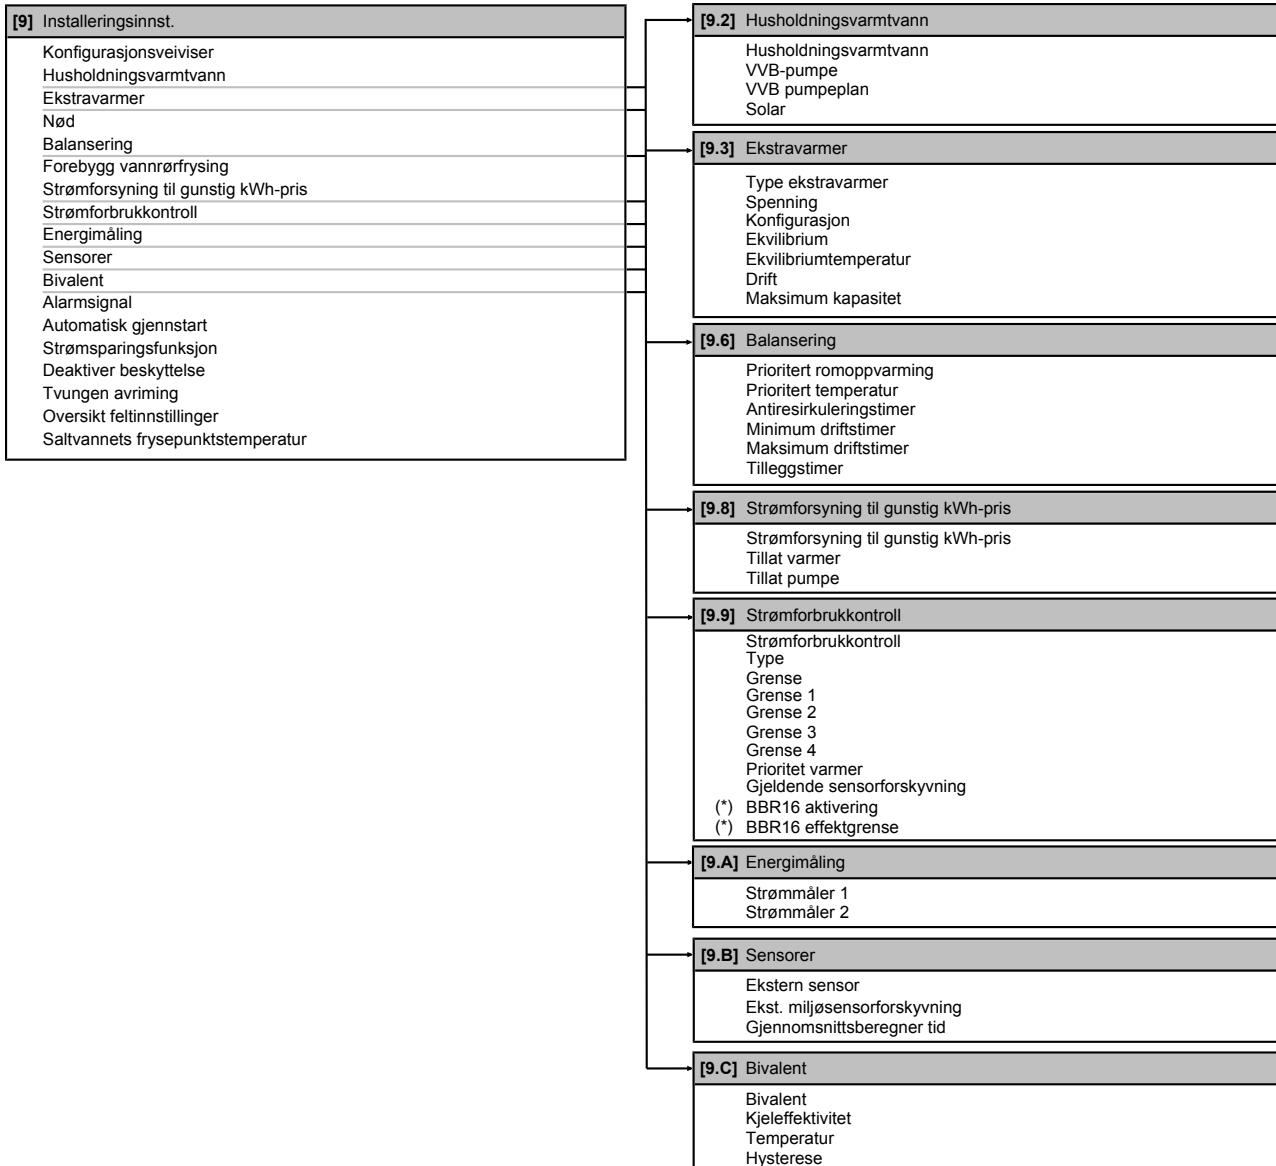 [9] Installeringsinnst.
Konfigurasjonsveiviser
Husholdningsvarmtvann
Ekstravarmer
Nød
Balansering
Forebygg vannrørfrysing
Strømforsyning til gunstig kWh-pris
Strømforbrukkontroll
Energimåling
Sensorer
Bivalent
Alarmsignal
Automatisk gjennstart
Strømsparingsfunksjon
Deaktiver beskyttelse
Tvungen avriming
Oversikt feltinnstillinger
Saltvannets frysepunktstemperatur
[9.2] Husholdningsvarmtvann
Husholdningsvarmtvann
VVB-pumpe
VVB pumpeplan
Solar
[9.3] Ekstravarmer
Type ekstravarmer
Spenning
Konfigurasjon
Ekvilibrium
Ekvilibriumtemperatur
Drift
Maksimum kapasitet
[9.6] Balansering
Prioritert romoppvarming
Prioritert temperatur
Antiresirkuleringstimer
Minimum driftstimer
Maksimum driftstimer
Tilleggstimer
[9.8] Strømforsyning til gunstig kWh-pris
Strømforsyning til gunstig kWh-pris
Tillat varmer
Tillat pumpe
[9.9] Strømforbrukkontroll
Strømforbrukkontroll
Type
Grense
Grense 1
Grense 2
Grense 3
Grense 4
Prioritet varmer
Gjeldende sensorforskyvning
(*) BBR16 aktivering
(*) BBR16 effektgrense
[9.A] Energimåling
Strømmåler 1
Strømmåler 2
[9.B] Sensorer
Ekstern sensor
Ekst. miljøsensorforskyvning
Gjennomsnittsberegner tid
[9.C] Bivalent
Bivalent
Kjeleffektivitet
Temperatur
Hysterese